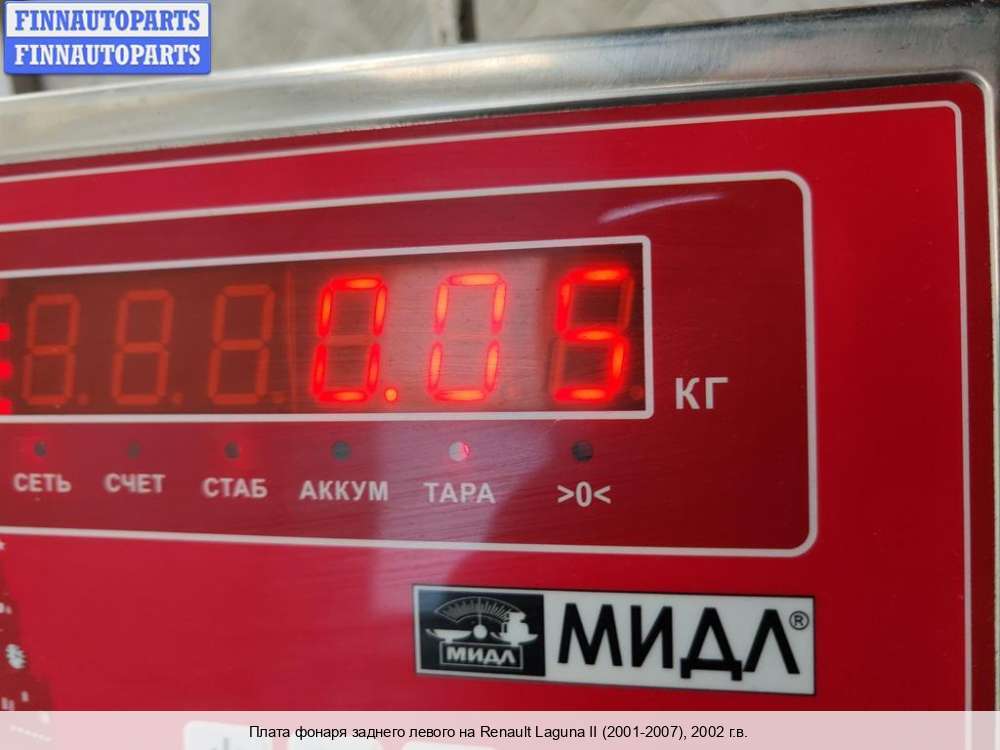 FINNAUTOPARTS
FINNAUTOPARTS
0.05
КГ
СЕТЬ СЧЕТ СТАБ АККУМ ТАРА >0<
МИДЛ МИДЛ®
Плата фонаря заднего левого на Renault Laguna II (2001-2007), 2002 г.в.